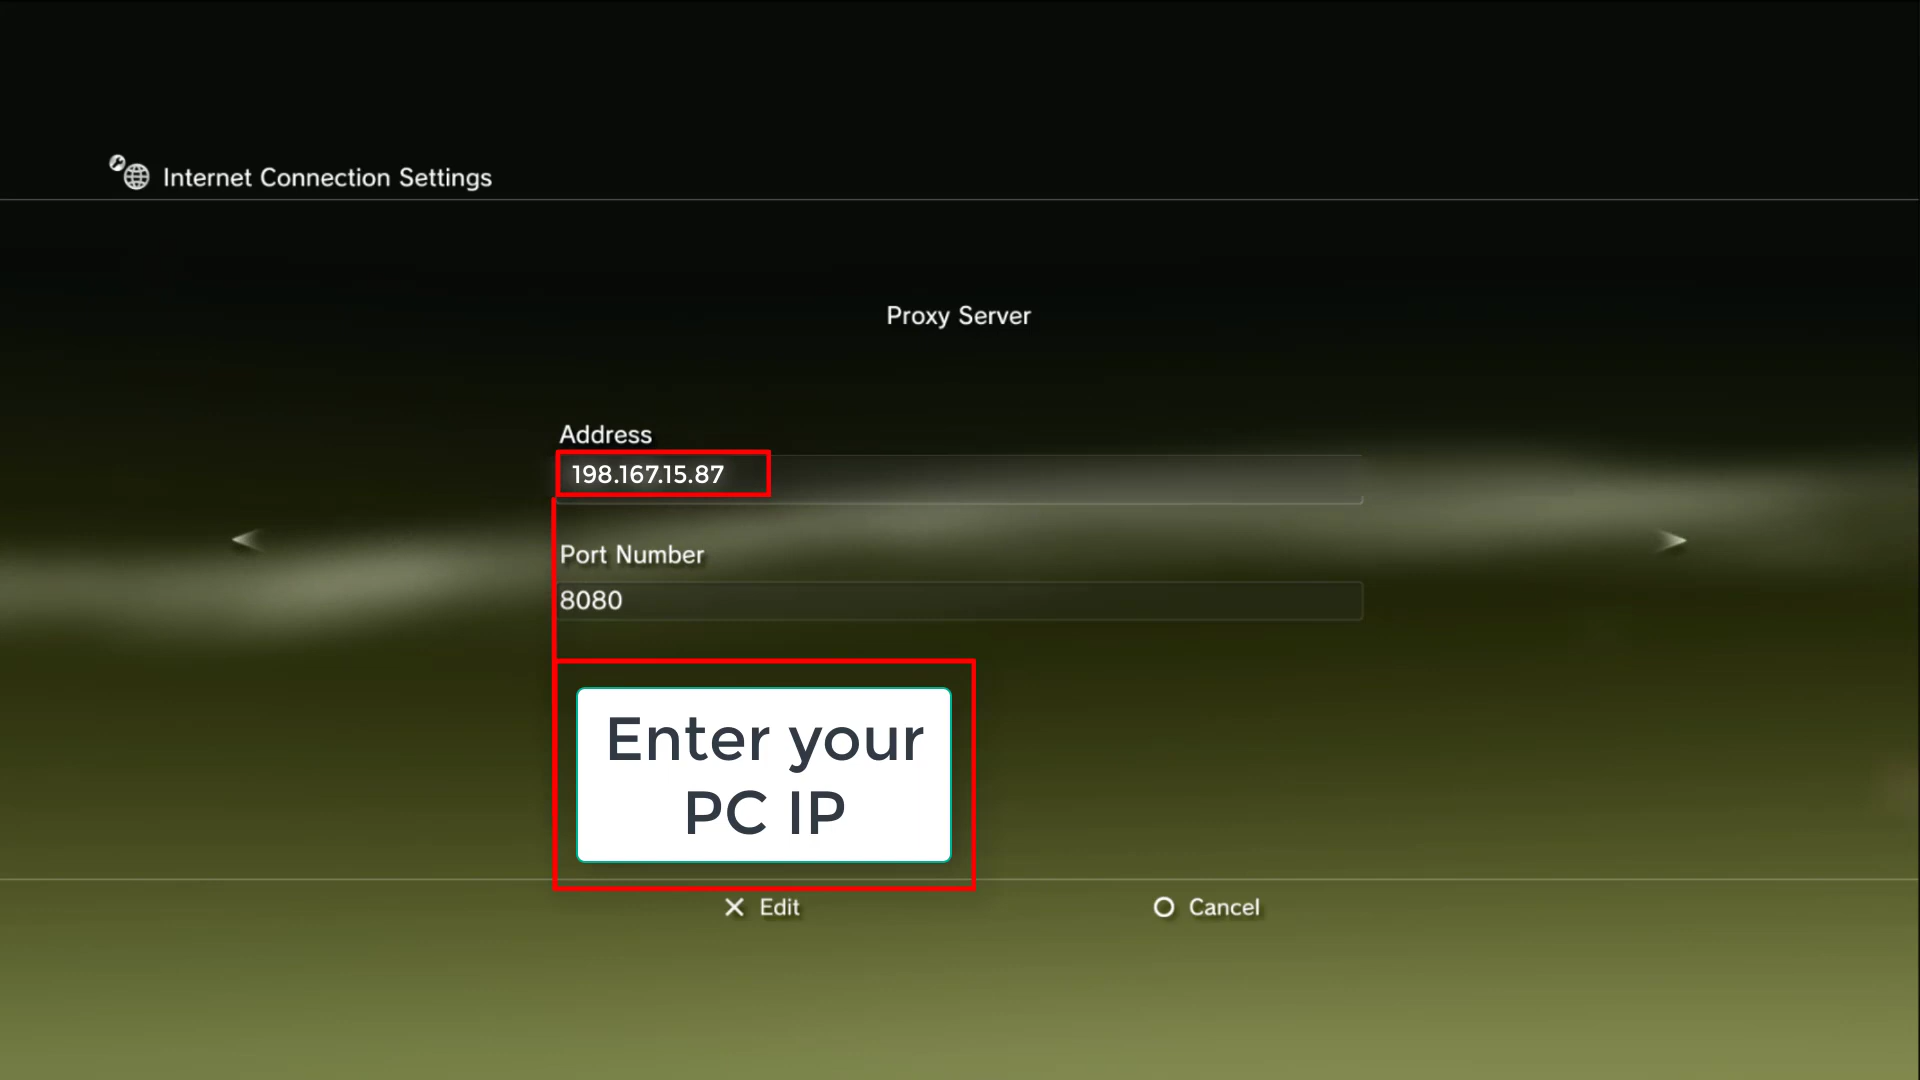 Internet Connection Settings
Proxy Server
Address
198.167.15.87
Port Number
8080
Enter your
PC IP
Edit
Cancel